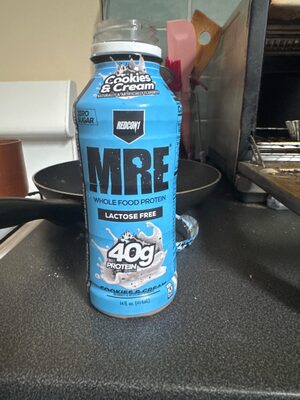 Cookies
& Cream
ZERO
SUGAR
REDCON1
MRE
WHOLE FOOD PROTEIN
LACTOSE FREE
40g
PROTEIN
COOKIES & CREAM